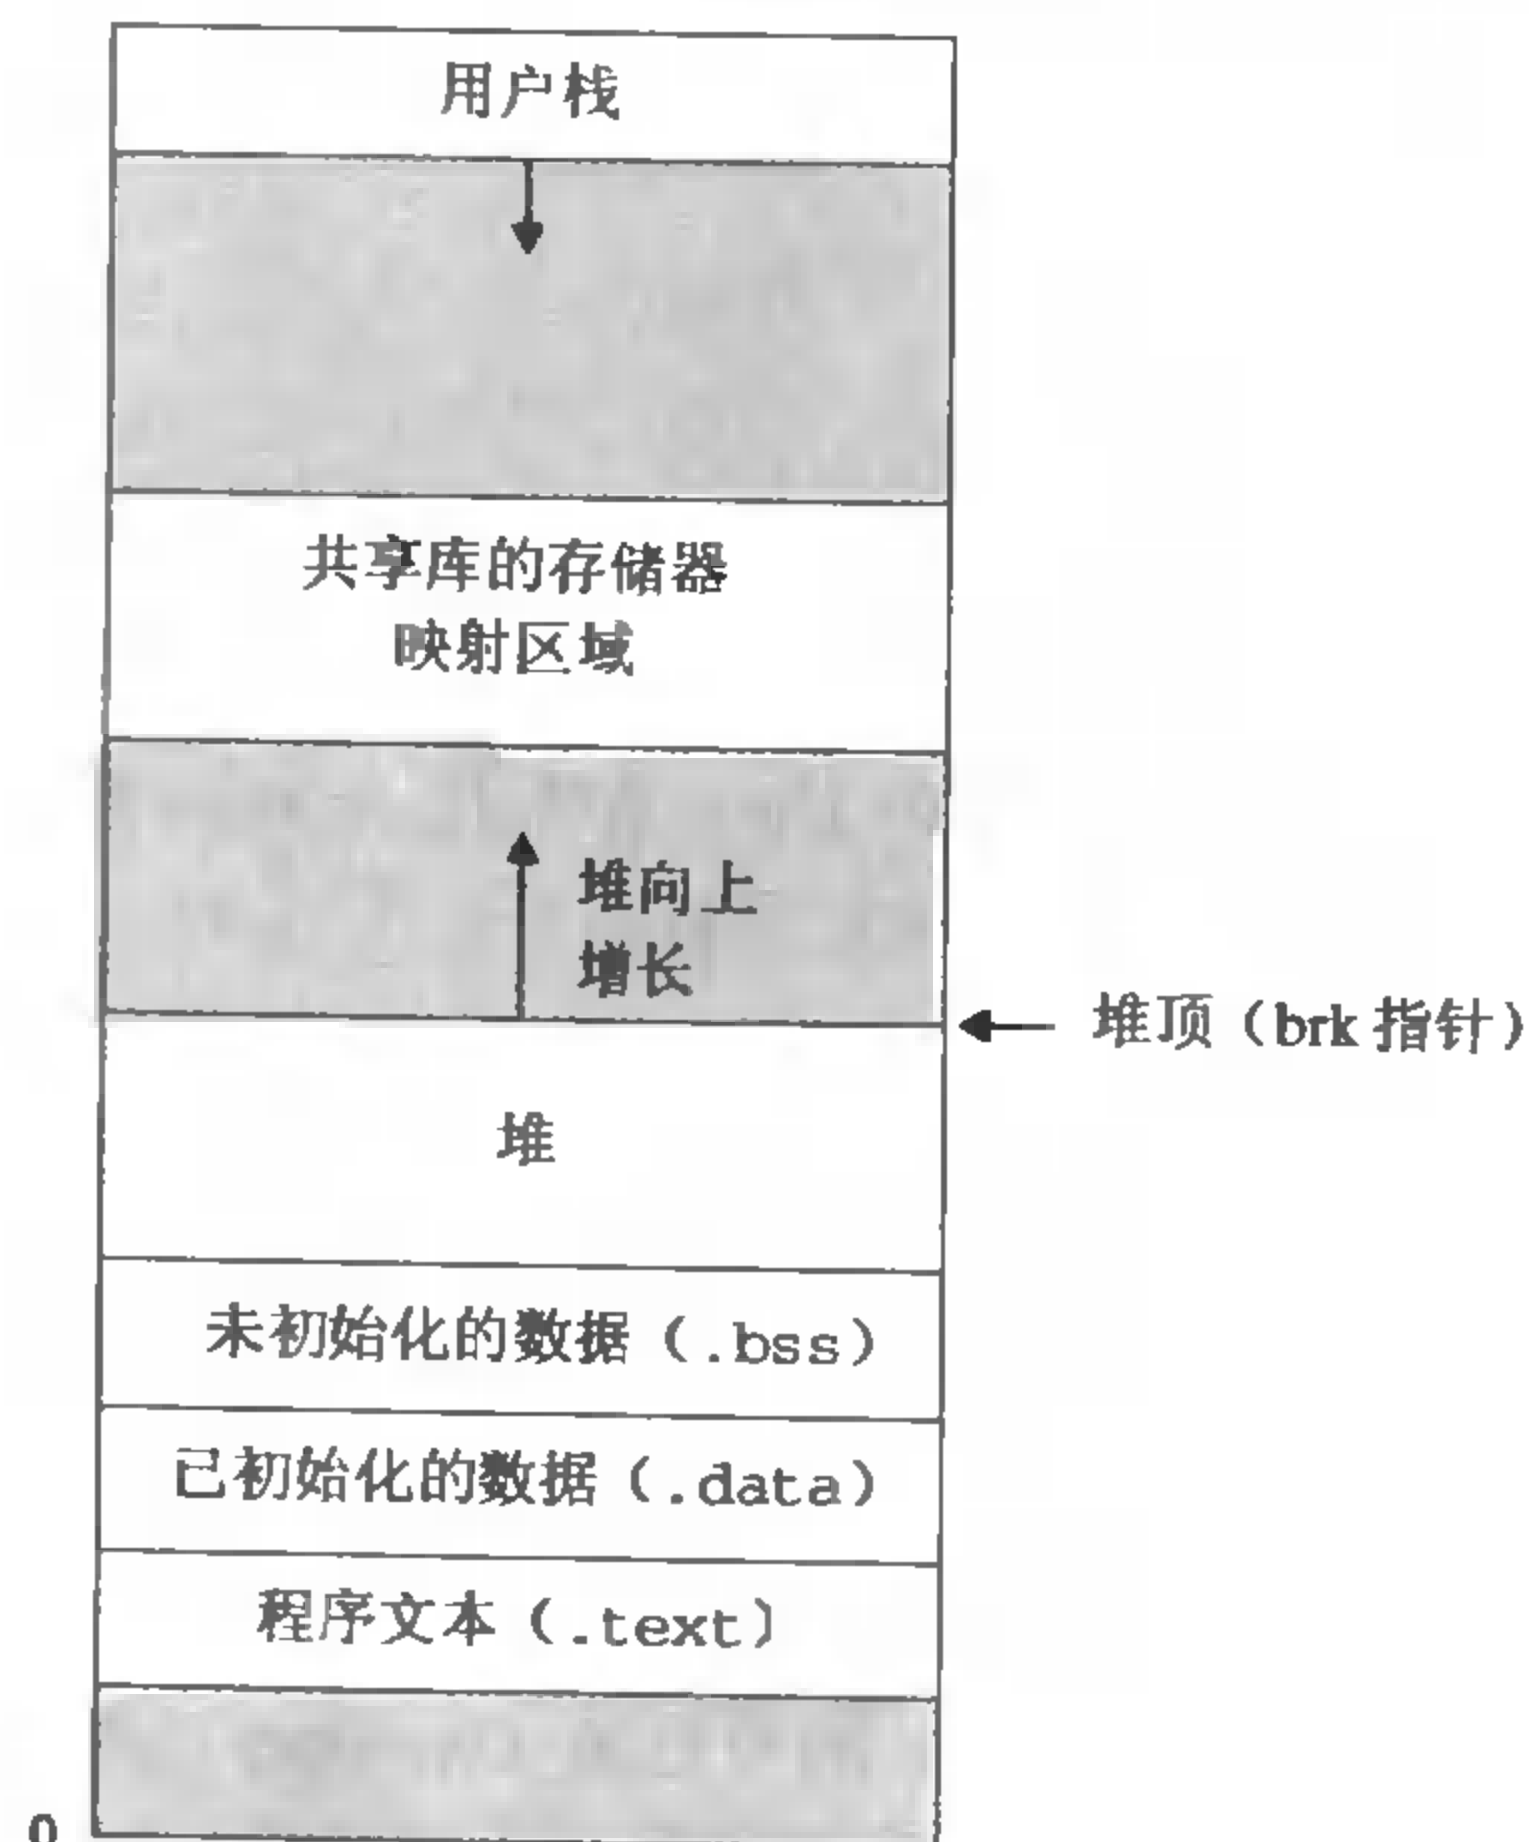 用户栈
共享库的存储器
映射区域
堆向上
增长
堆顶（brk 指针）
堆
未初始化的数据（.bss）
已初始化的数据（.data）
程序文本（.text）
0